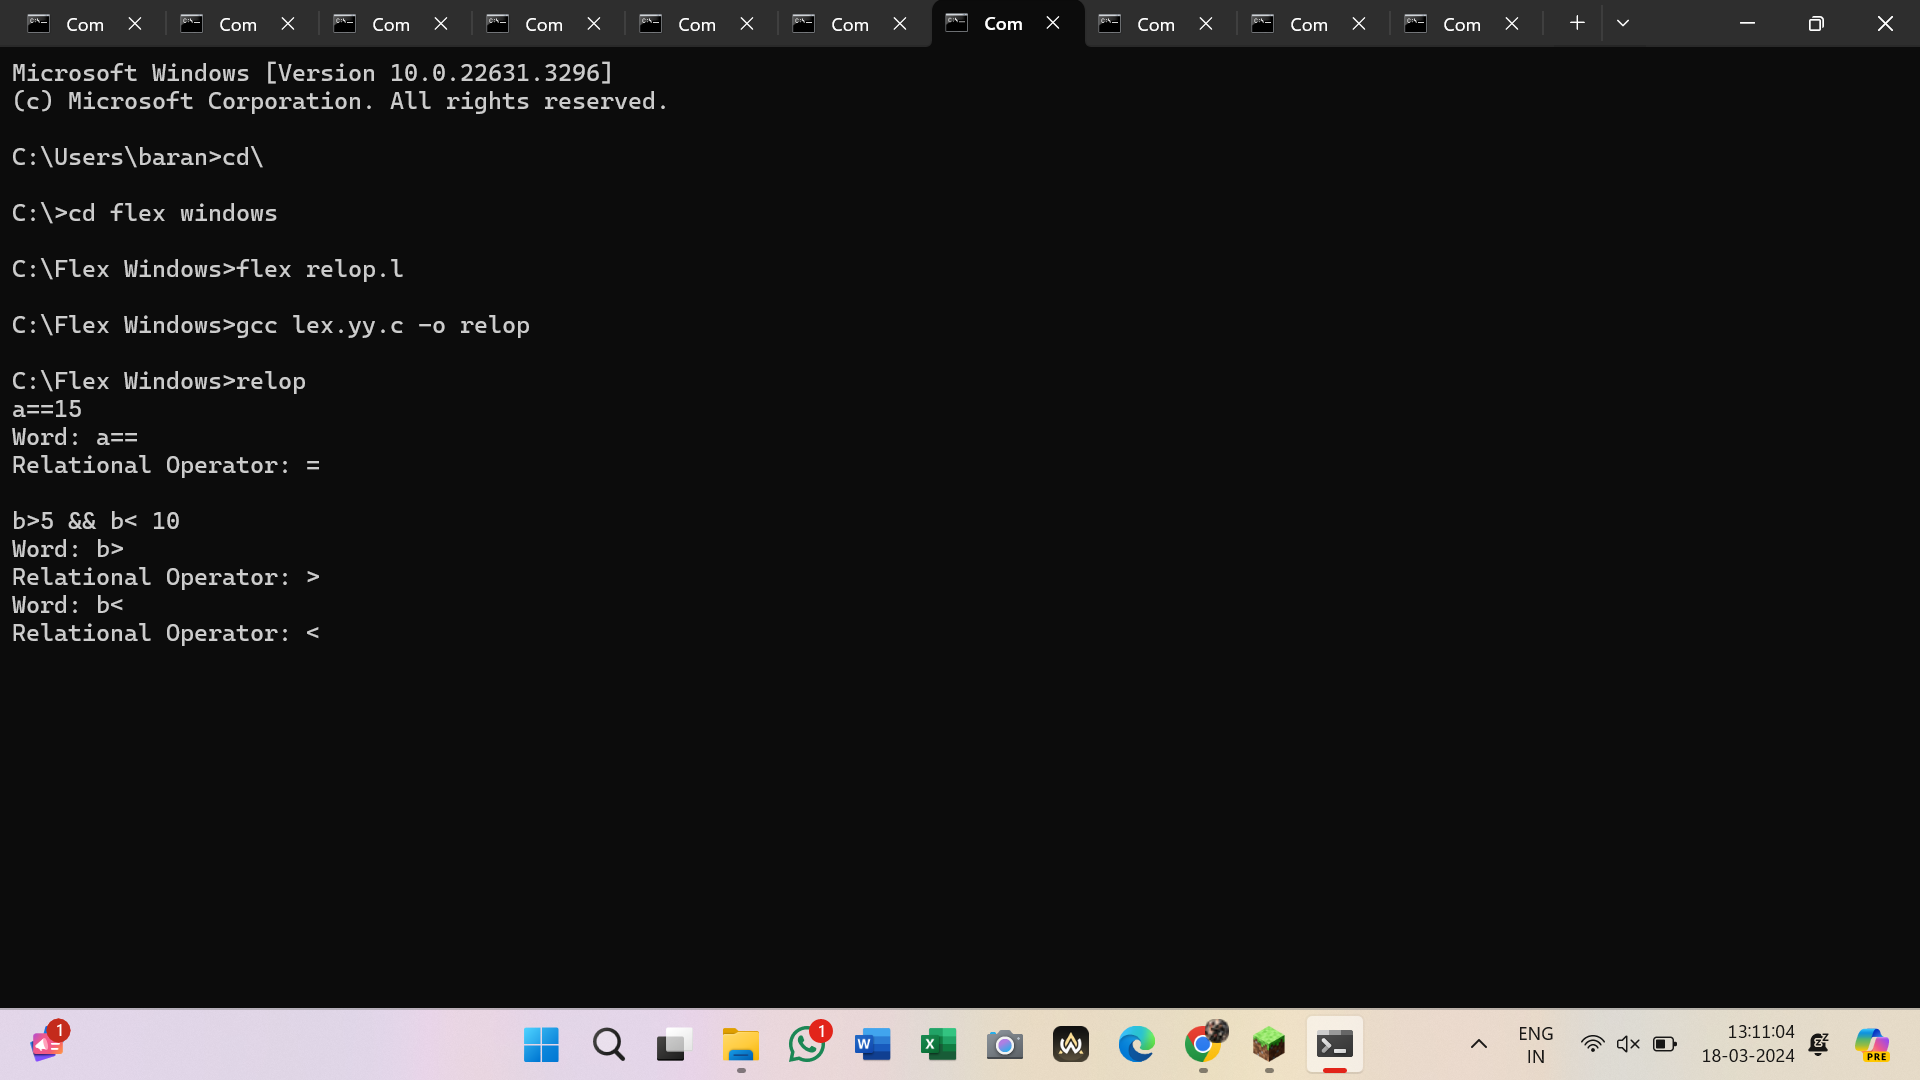 Com Com Com Com Com Com Com Com Com Com
Microsoft Windows [Version 10.0.22631.3296]
(c) Microsoft Corporation. All rights reserved.
C:\Users\baran>cd\
C:\>cd flex windows
C:\Flex Windows>flex relop.l
C:\Flex Windows>gcc lex.yy.c -o relop
C:\Flex Windows>relop
a==15
Word: a==
Relational Operator: =
b>5 && b< 10
Word: b>
Relational Operator: >
Word: b<
Relational Operator: <
1
1
ENG
IN
13:11:04
18-03-2024
PRE